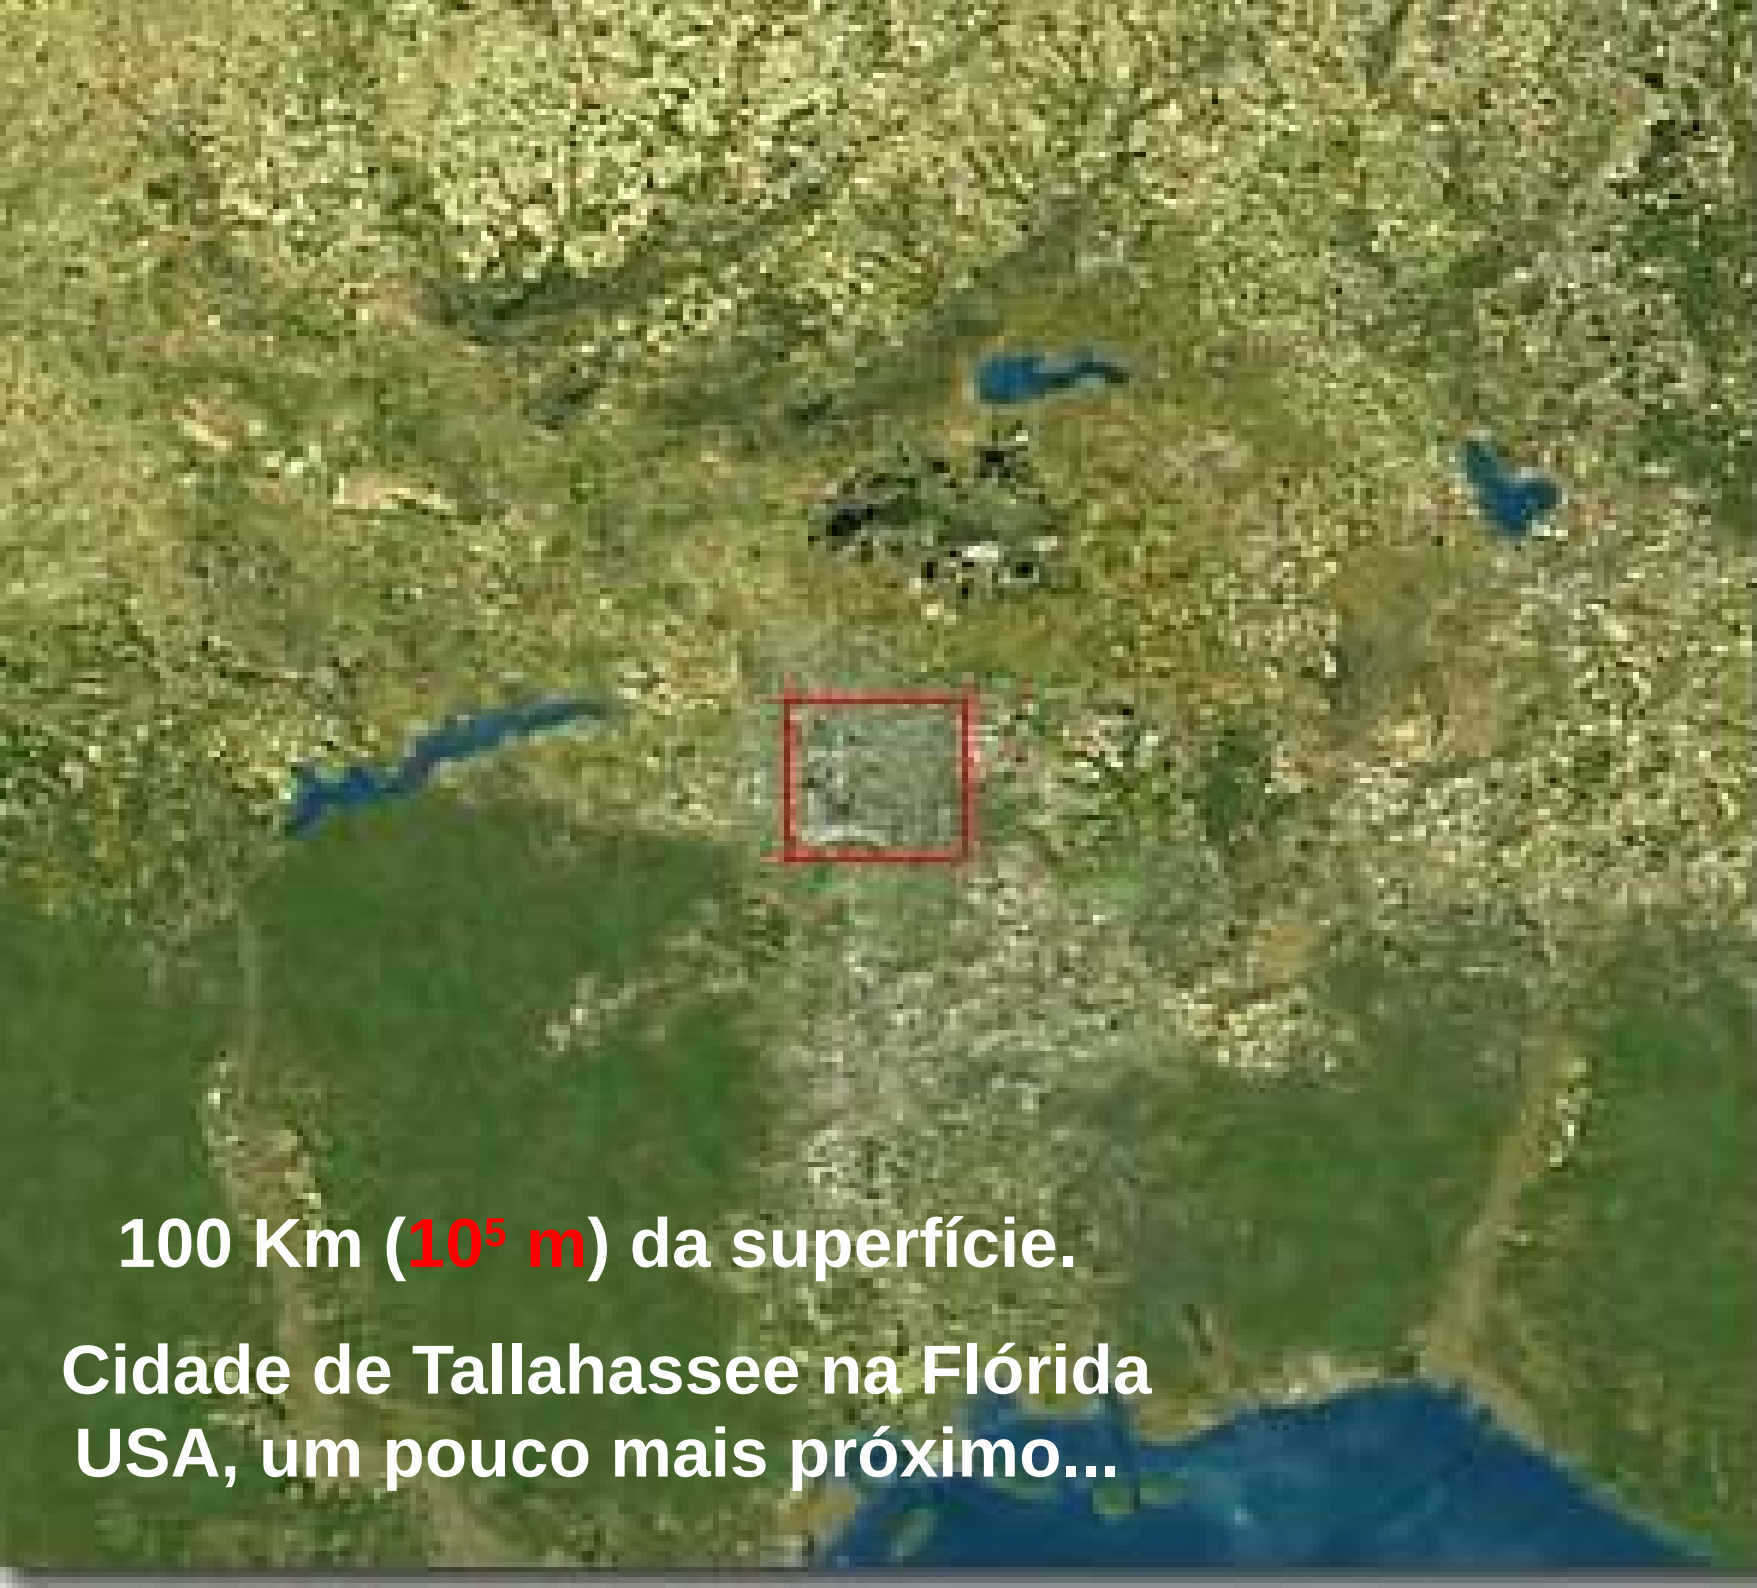 100 Km (10⁵ m) da superfície.
Cidade de Tallahassee na Flórida
USA, um pouco mais próximo...